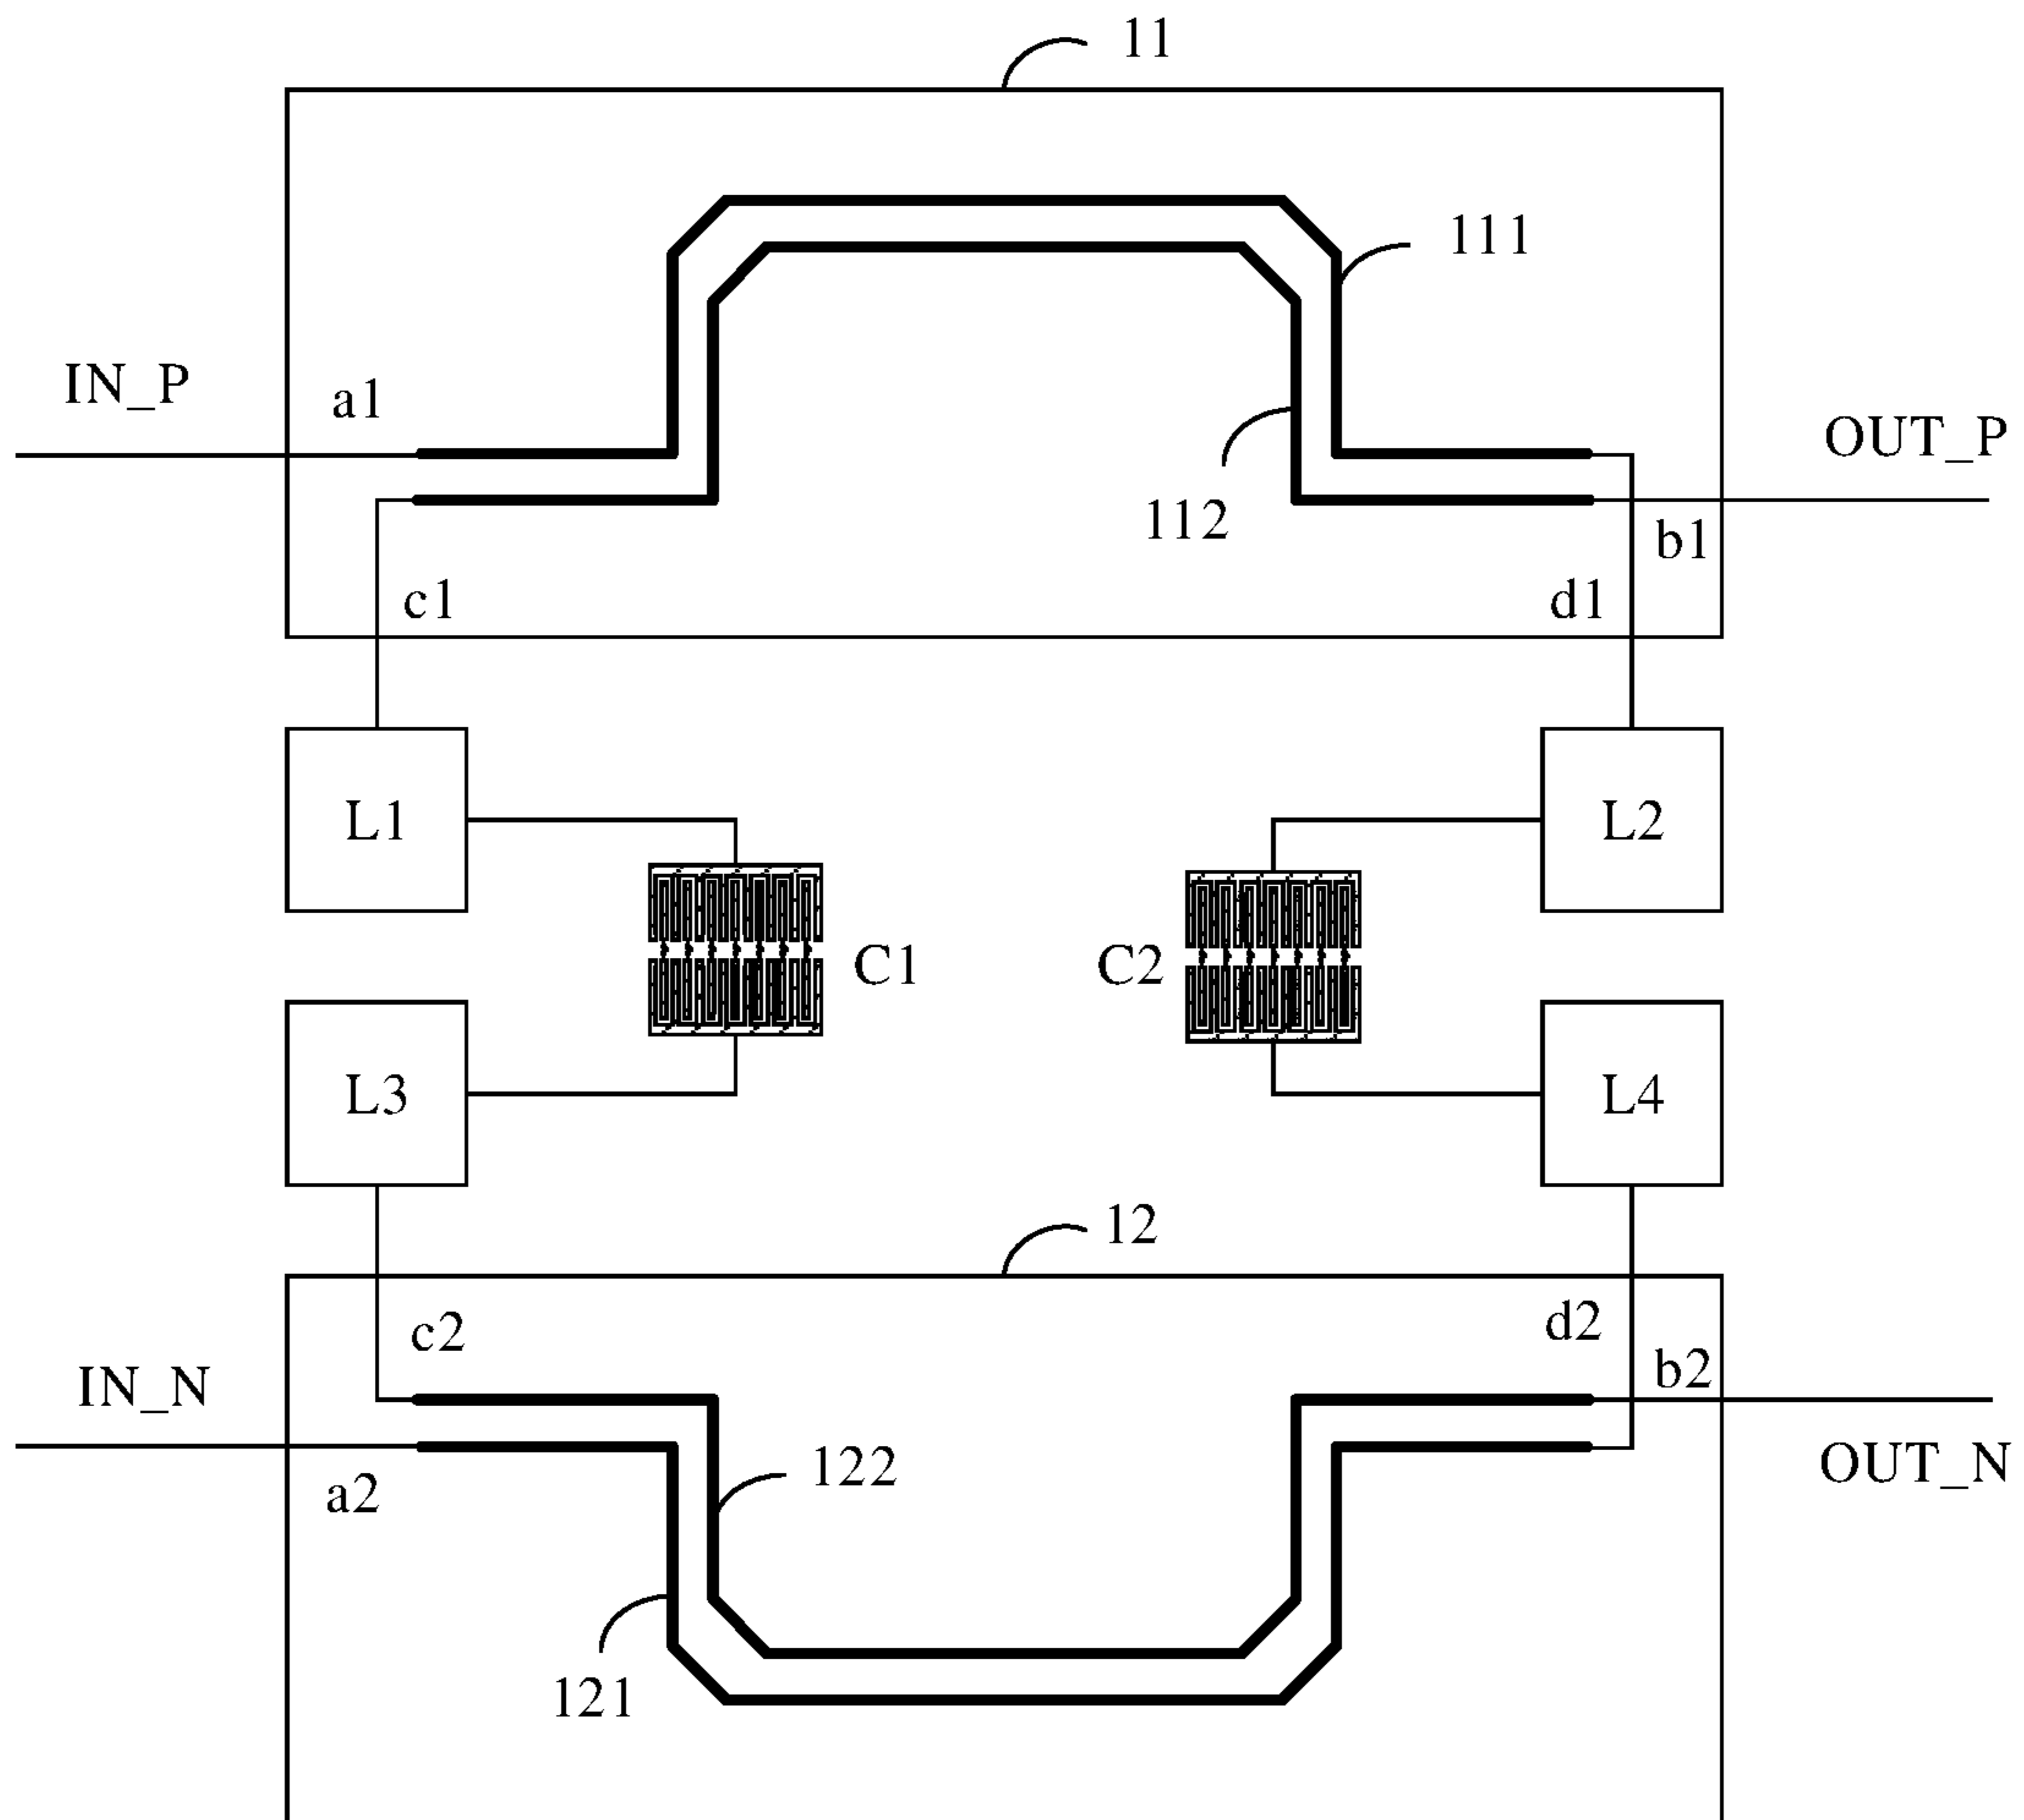 11
111
IN_P
a1
OUT_P
112
b1
c1
d1
L1
L2
C1
C2
L3
L4
12
c2
d2
b2
IN_N
122
OUT_N
a2
121